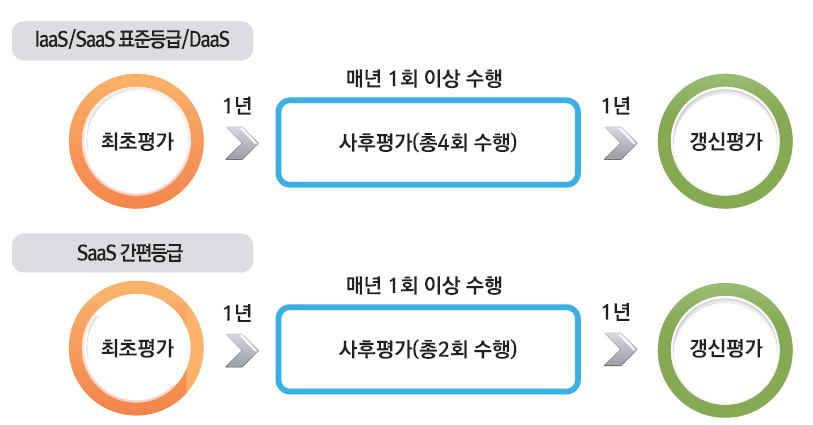 IaaS/SaaS 표준등급/DaaS
매년 1회 이상 수행
1년
1년
최초평가
사후평가(총4회 수행)
갱신평가
SaaS 간편등급
매년 1회 이상 수행
1년
1년
최초평가
사후평가(총2회 수행)
갱신평가